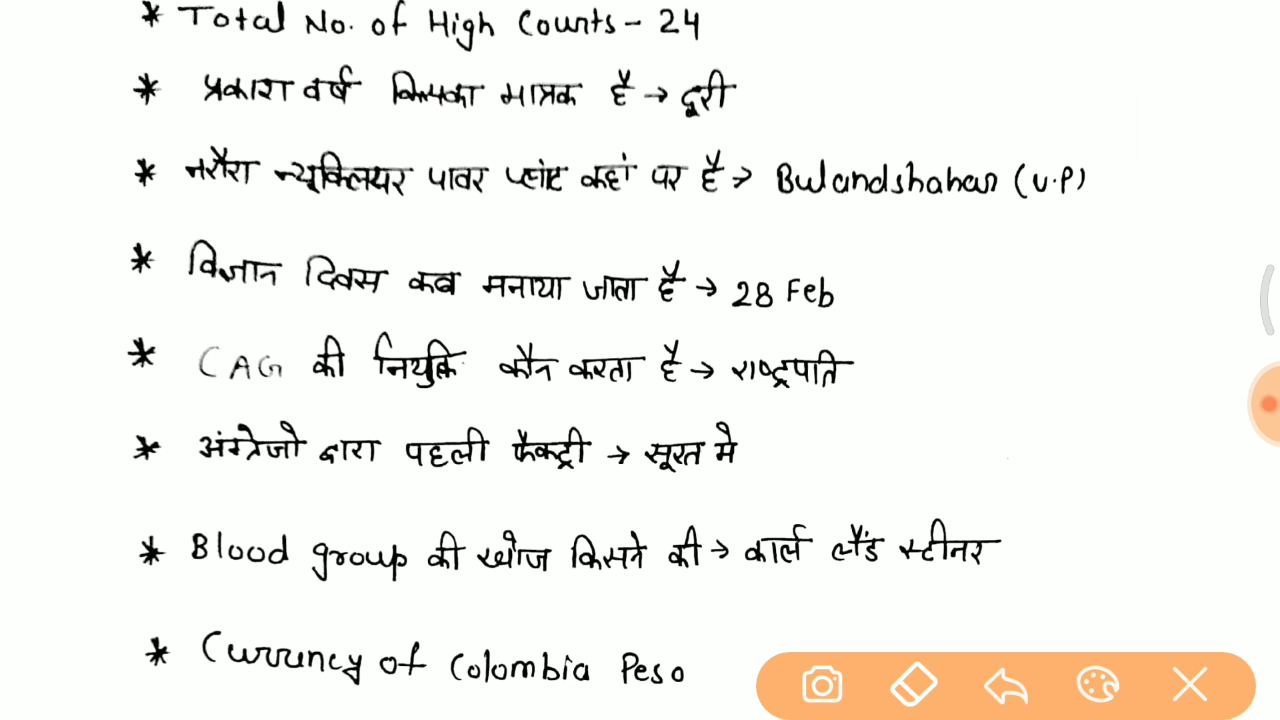 * Total No. of High Courts - 24
* प्रकाश वर्ष किसका मात्रक है → दूरी
* नरौरा न्यूक्लियर पावर प्लांट कहां पर है → Bulandshahar (U.P)
* विज्ञान दिवस कब मनाया जाता है → 28 Feb
* CAG की नियुक्ति कौन करता है → राष्ट्रपति
* अंग्रेजो द्वारा पहली फैक्ट्री → सूरत मे
* Blood group की खोज किसने की → कार्ल लैंड स्टीनर
* Currency of Colombia Peso